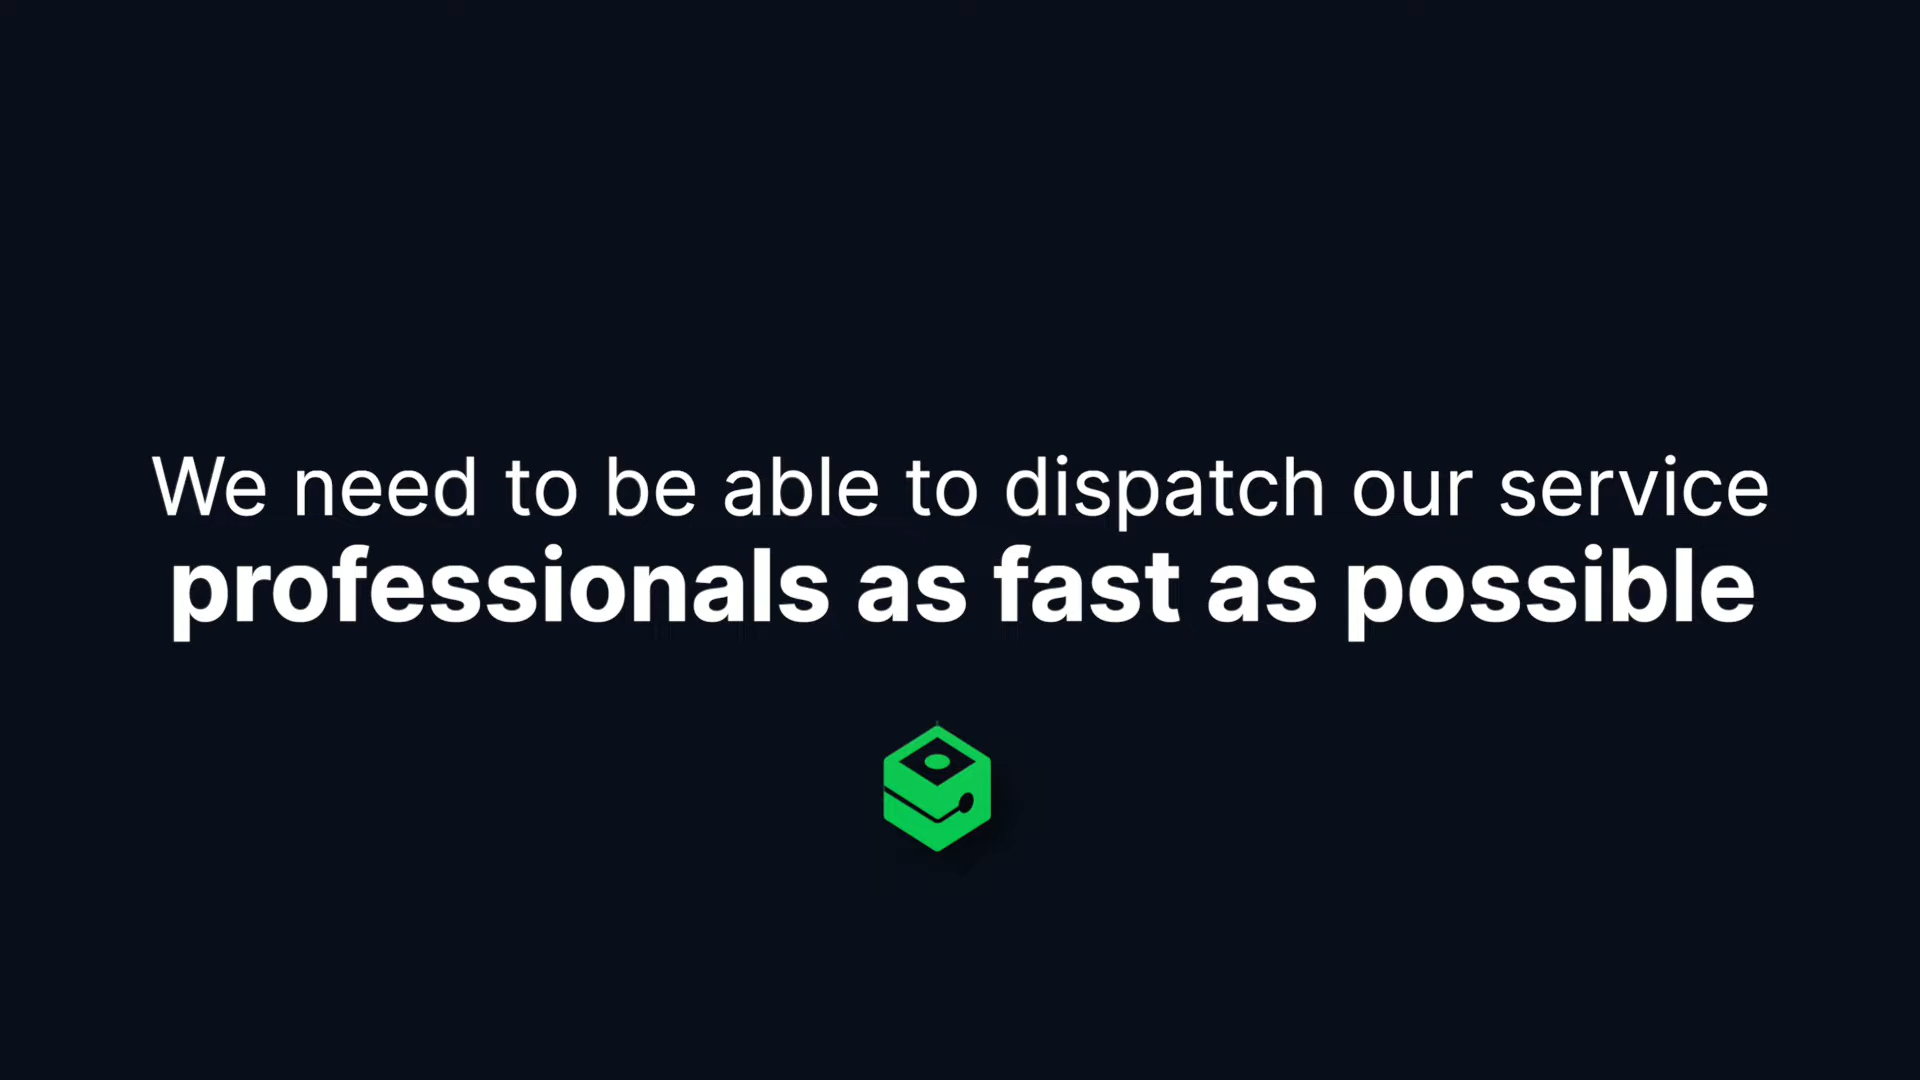 We need to be able to dispatch our service
professionals as fast as possible